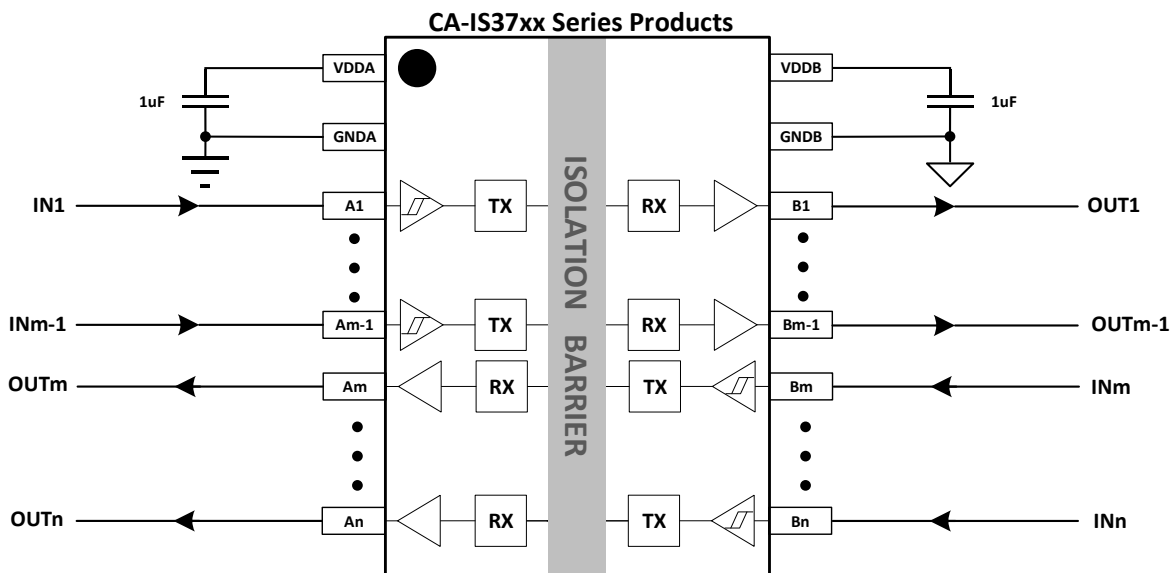 CA-IS37xx Series Products
VDDA
VDDB
1uF
1uF
GNDA
GNDB
ISOLATION BARRIER
IN1
A1
TX
RX
B1
OUT1
INm-1
Am-1
TX
RX
Bm-1
OUTm-1
OUTm
Am
RX
TX
Bm
INm
OUTn
An
RX
TX
Bn
INn